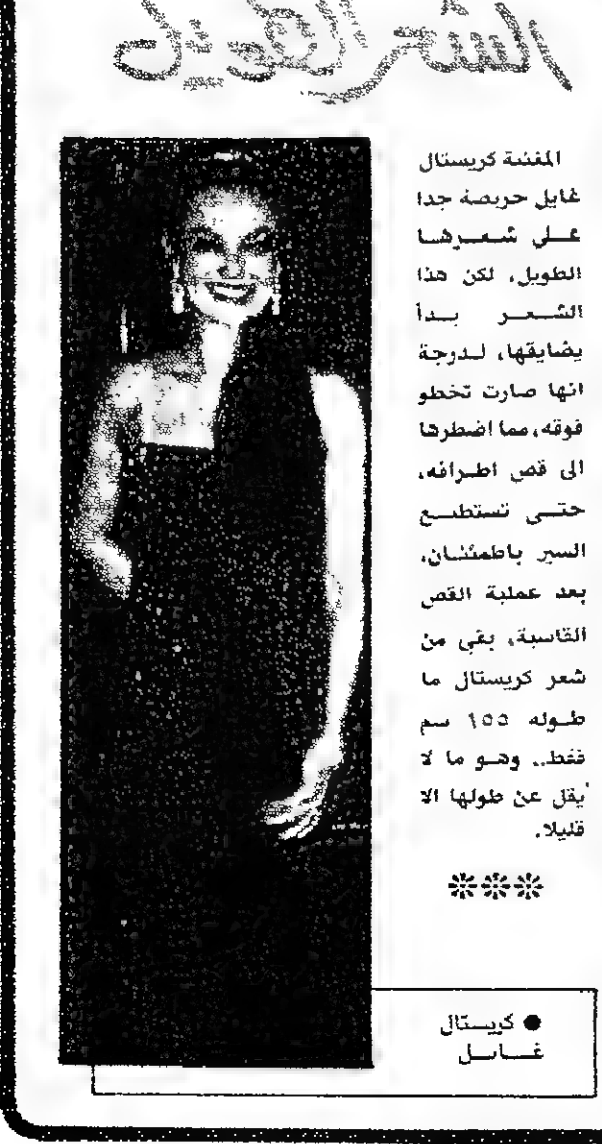 الشعر الطويل
المغنية كريستال
غايل حريصة جدا
على شعرها
الطويل، لكن هذا
الشعر بدأ
يضايقها، لدرجة
انها صارت تخطو
فوقه، مما اضطرها
الى قص اطرافه،
حتى تستطيع
السير باطمئنان.
بعد عملية القص
القاسية، بقي من
شعر كريستال ما
طوله ١٥٥ سم
فقط.. وهو ما لا
يقل عن طولها الا
قليلا.
● كريستال
غايل